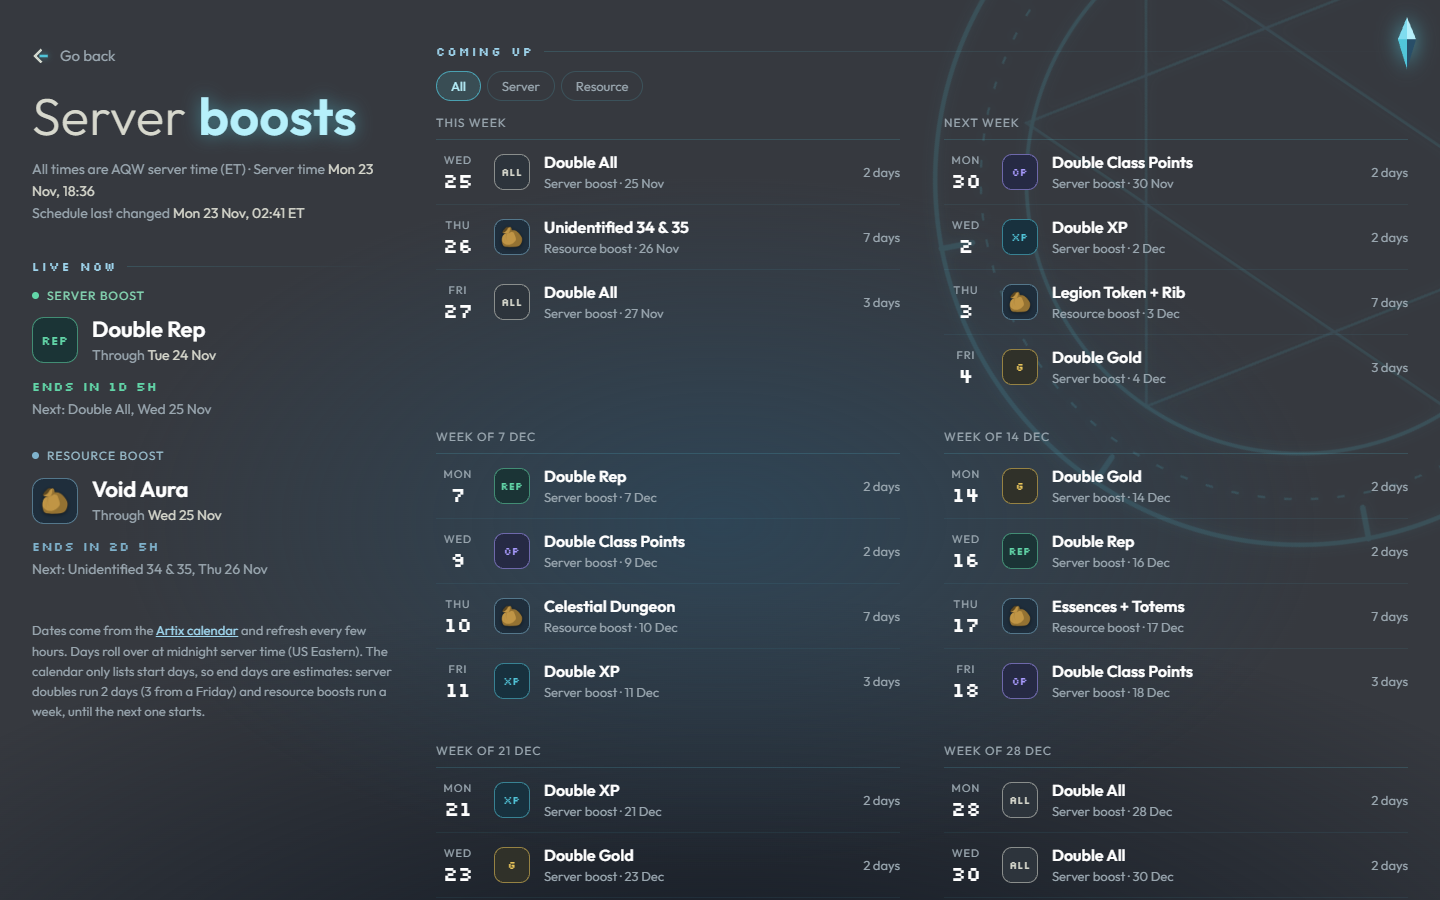 Go back
Server boosts
All times are AQW server time (ET) · Server time Mon 23
Nov, 18:36
Schedule last changed Mon 23 Nov, 02:41 ET
LIVE NOW
SERVER BOOST
REP
Double Rep
Through Tue 24 Nov
ENDS IN 1D 5H
Next: Double All, Wed 25 Nov
RESOURCE BOOST
Void Aura
Through Wed 25 Nov
ENDS IN 2D 5H
Next: Unidentified 34 & 35, Thu 26 Nov
Dates come from the Artix calendar and refresh every few
hours. Days roll over at midnight server time (US Eastern). The
calendar only lists start days, so end days are estimates: server
doubles run 2 days (3 from a Friday) and resource boosts run a
week, until the next one starts.
COMING UP
All Server Resource
THIS WEEK
WED 25 ALL Double All 2 days
Server boost · 25 Nov
THU 26 Unidentified 34 & 35 7 days
Resource boost · 26 Nov
FRI 27 ALL Double All 3 days
Server boost · 27 Nov
NEXT WEEK
MON 30 CP Double Class Points 2 days
Server boost · 30 Nov
WED 2 XP Double XP 2 days
Server boost · 2 Dec
THU 3 Legion Token + Rib 7 days
Resource boost · 3 Dec
FRI 4 G Double Gold 3 days
Server boost · 4 Dec
WEEK OF 7 DEC
MON 7 REP Double Rep 2 days
Server boost · 7 Dec
WED 9 CP Double Class Points 2 days
Server boost · 9 Dec
THU 10 Celestial Dungeon 7 days
Resource boost · 10 Dec
FRI 11 XP Double XP 3 days
Server boost · 11 Dec
WEEK OF 14 DEC
MON 14 G Double Gold 2 days
Server boost · 14 Dec
WED 16 REP Double Rep 2 days
Server boost · 16 Dec
THU 17 Essences + Totems 7 days
Resource boost · 17 Dec
FRI 18 CP Double Class Points 3 days
Server boost · 18 Dec
WEEK OF 21 DEC
MON 21 XP Double XP 2 days
Server boost · 21 Dec
WED 23 G Double Gold 2 days
Server boost · 23 Dec
WEEK OF 28 DEC
MON 28 ALL Double All 2 days
Server boost · 28 Dec
WED 30 ALL Double All 2 days
Server boost · 30 Dec